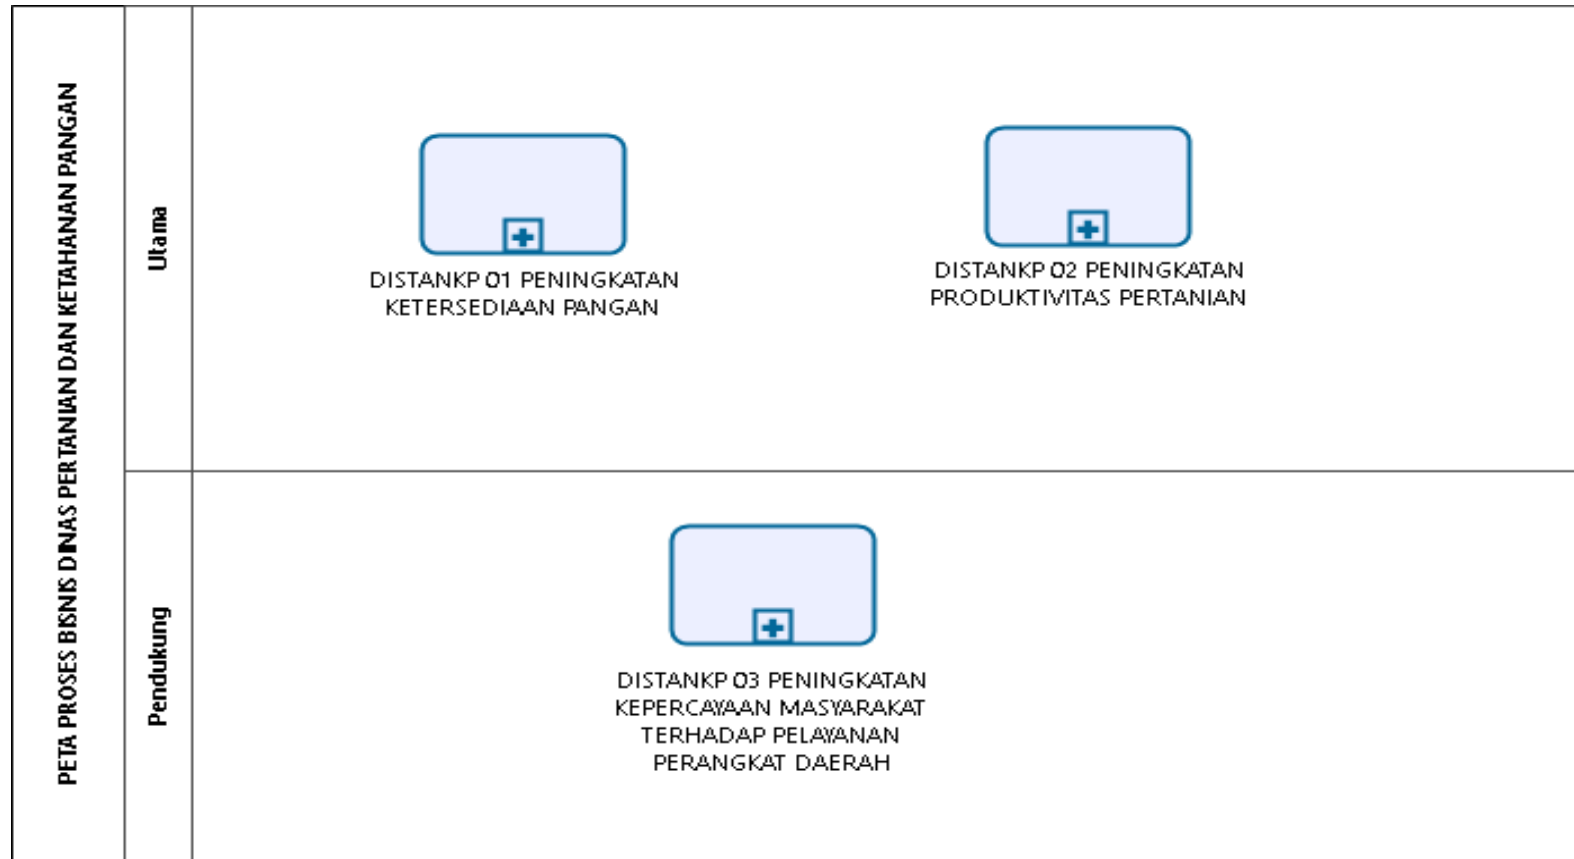 PETA PROSES BISNIS DINAS PERTANIAN DAN KETAHANAN PANGAN
Utama
DISTANKP 01 PENINGKATAN
KETERSEDIAAN PANGAN
DISTANKP 02 PENINGKATAN
PRODUKTIVITAS PERTANIAN
Pendukung
DISTANKP 03 PENINGKATAN
KEPERCAYAAN MASYARAKAT
TERHADAP PELAYANAN
PERANGKAT DAERAH